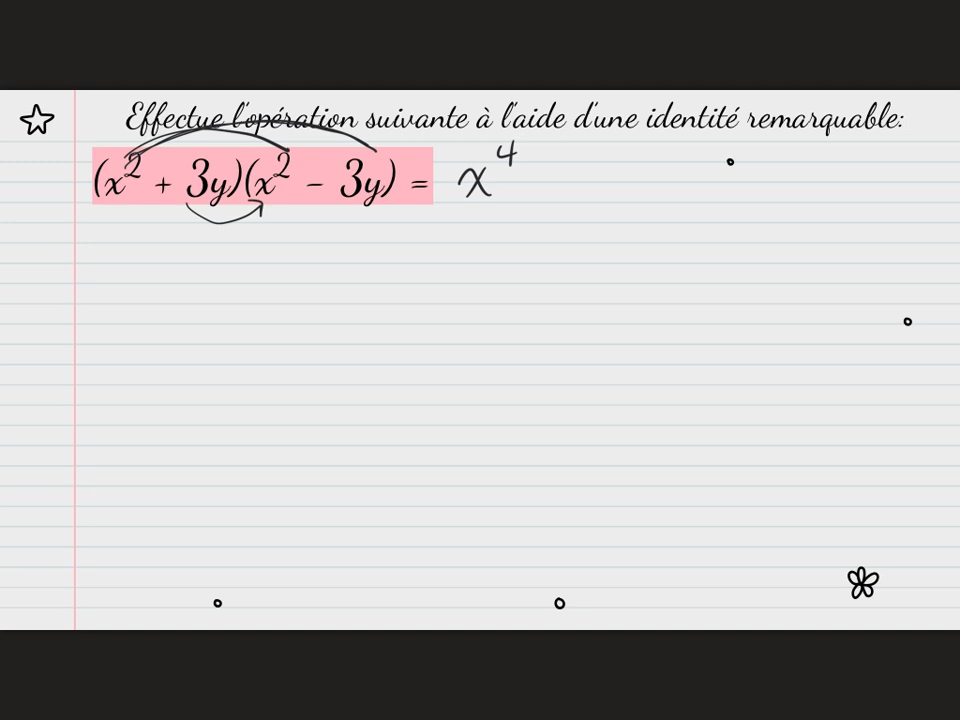 Effectue l'opération suivante à l'aide d'une identité remarquable:
(x² + 3y)(x² - 3y) = x⁴